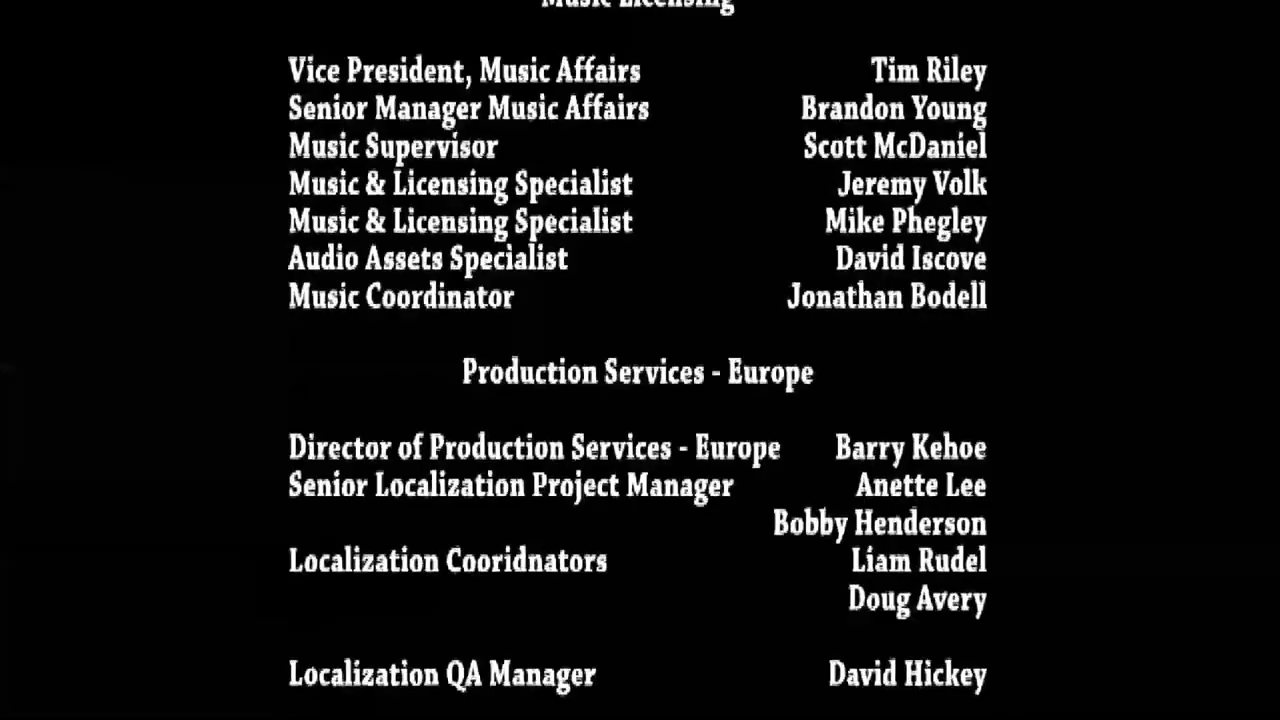 Music Licensing
Vice President, Music Affairs Tim Riley
Senior Manager Music Affairs Brandon Young
Music Supervisor Scott McDaniel
Music & Licensing Specialist Jeremy Volk
Music & Licensing Specialist Mike Phegley
Audio Assets Specialist David Iscove
Music Coordinator Jonathan Bodell
Production Services - Europe
Director of Production Services - Europe Barry Kehoe
Senior Localization Project Manager Anette Lee
Bobby Henderson
Localization Cooridnators Liam Rudel
Doug Avery
Localization QA Manager David Hickey